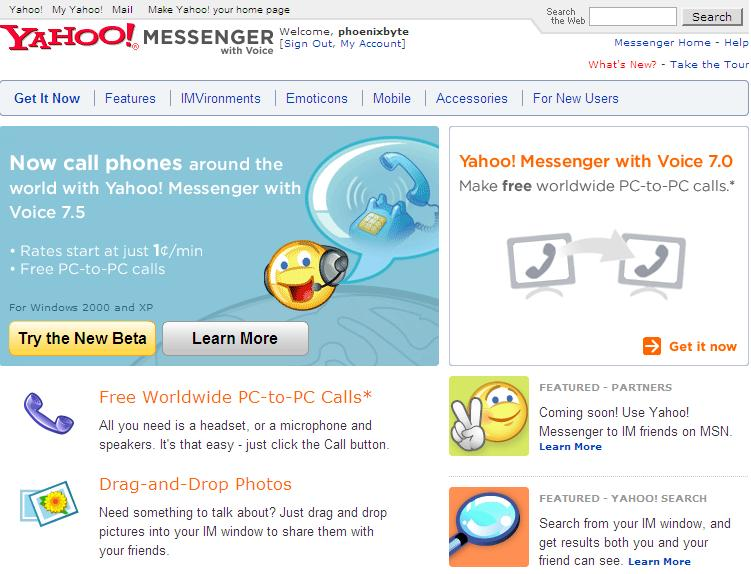 Yahoo! My Yahoo! Mail Make Yahoo! your home page
Search the Web
Search
YAHOO! MESSENGER with Voice
Welcome, phoenixbyte
[Sign Out, My Account]
Messenger Home - Help
What's New? - Take the Tour
Get It Now Features IMVironments Emoticons Mobile Accessories For New Users
Now call phones around the
world with Yahoo! Messenger with
Voice 7.5
• Rates start at just 1¢/min
• Free PC-to-PC calls
For Windows 2000 and XP
Try the New Beta Learn More
Yahoo! Messenger with Voice 7.0
Make free worldwide PC-to-PC calls.*
Get it now
Free Worldwide PC-to-PC Calls*
All you need is a headset, or a microphone and
speakers. It's that easy - just click the Call button.
Drag-and-Drop Photos
Need something to talk about? Just drag and drop
pictures into your IM window to share them with
your friends.
FEATURED - PARTNERS
Coming soon! Use Yahoo!
Messenger to IM friends on MSN.
Learn More
FEATURED - YAHOO! SEARCH
Search from your IM window, and
get results both you and your
friend can see. Learn More